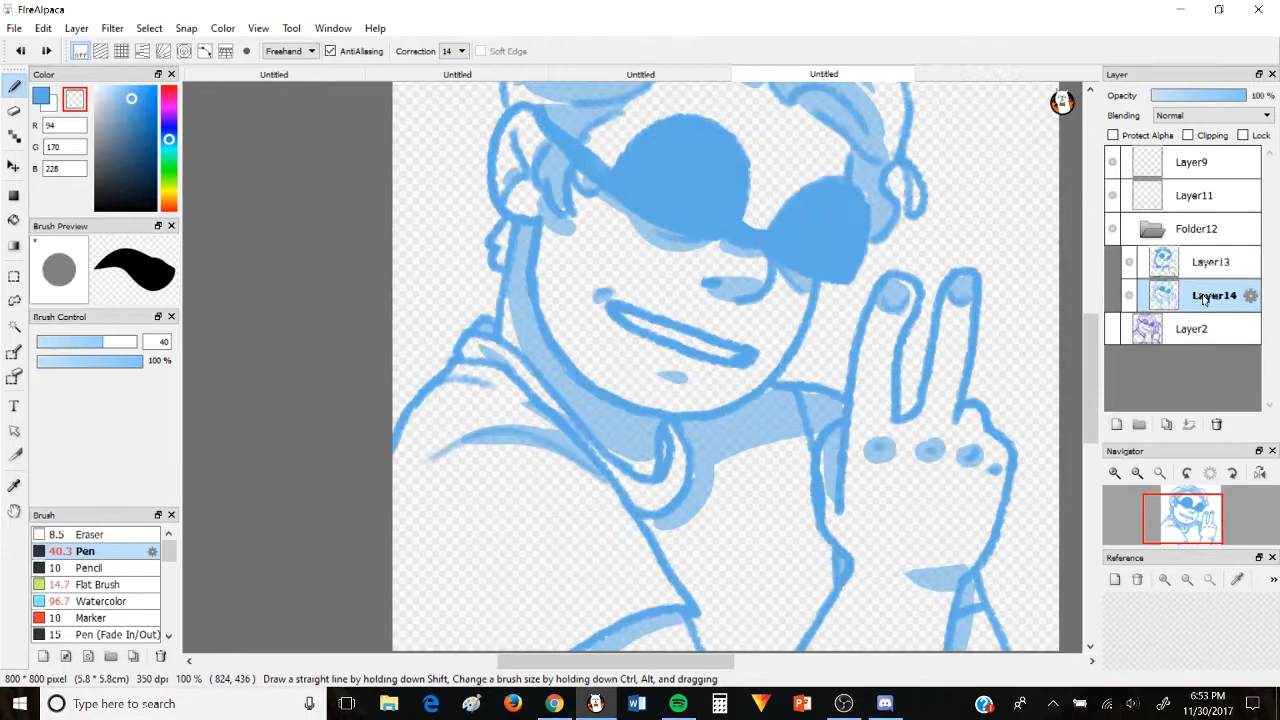 FireAlpaca
File Edit Layer Filter Select Snap Color View Tool Window Help
off Freehand AntiAliasing Correction 14 Soft Edge
Color Untitled Untitled Untitled Untitled Layer
Opacity 100 %
Blending Normal
Protect Alpha Clipping Lock
R 94
G 170
B 228
Layer9
Layer11
Folder12
Layer13
Layer14
Layer2
Brush Preview
Brush Control
40
100 %
Navigator
Brush
8.5 Eraser
40.3 Pen
10 Pencil
14.7 Flat Brush
96.7 Watercolor
10 Marker
15 Pen (Fade In/Out)
Reference
800 * 800 pixel (5.8 * 5.8cm) 350 dpi 100 % ( 824, 436 ) Draw a straight line by holding down Shift, Change a brush size by holding down Ctrl, Alt, and dragging
Type here to search
6:53 PM
11/30/2017